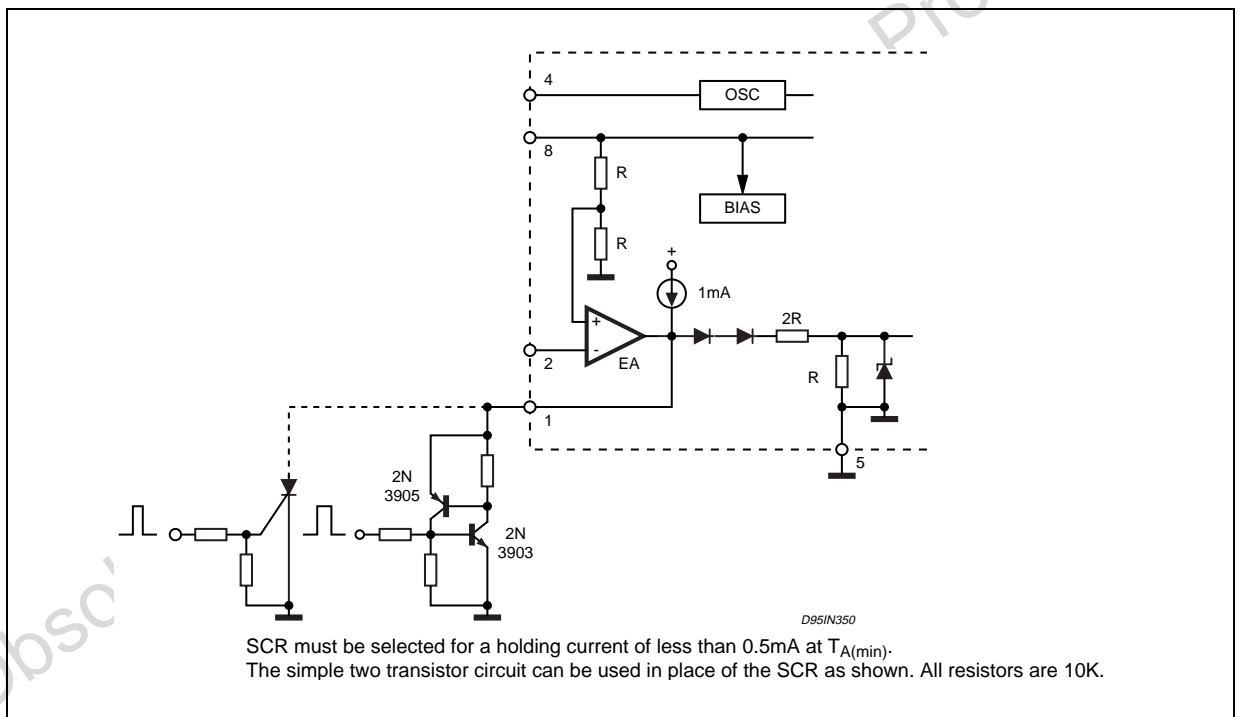 4
OSC
8
R
BIAS
R
+
1mA
2R
+
-
EA
2
R
1
5
2N
3905
2N
3903
D95IN350
SCR must be selected for a holding current of less than 0.5mA at TA(min).
The simple two transistor circuit can be used in place of the SCR as shown. All resistors are 10K.